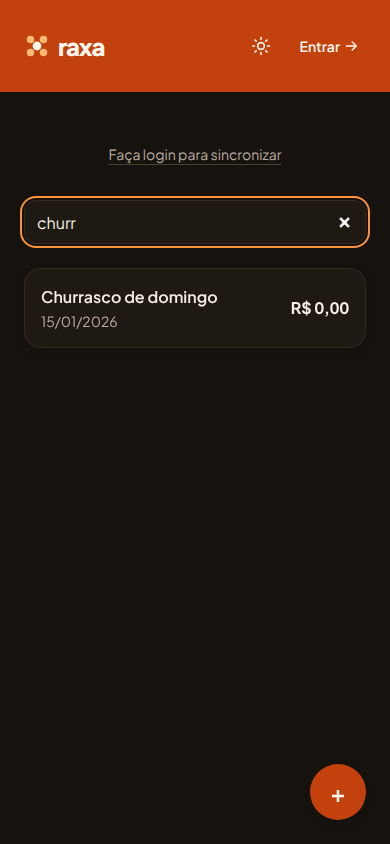 raxa
Entrar →
Faça login para sincronizar
churr
Churrasco de domingo
15/01/2026
R$ 0,00
+